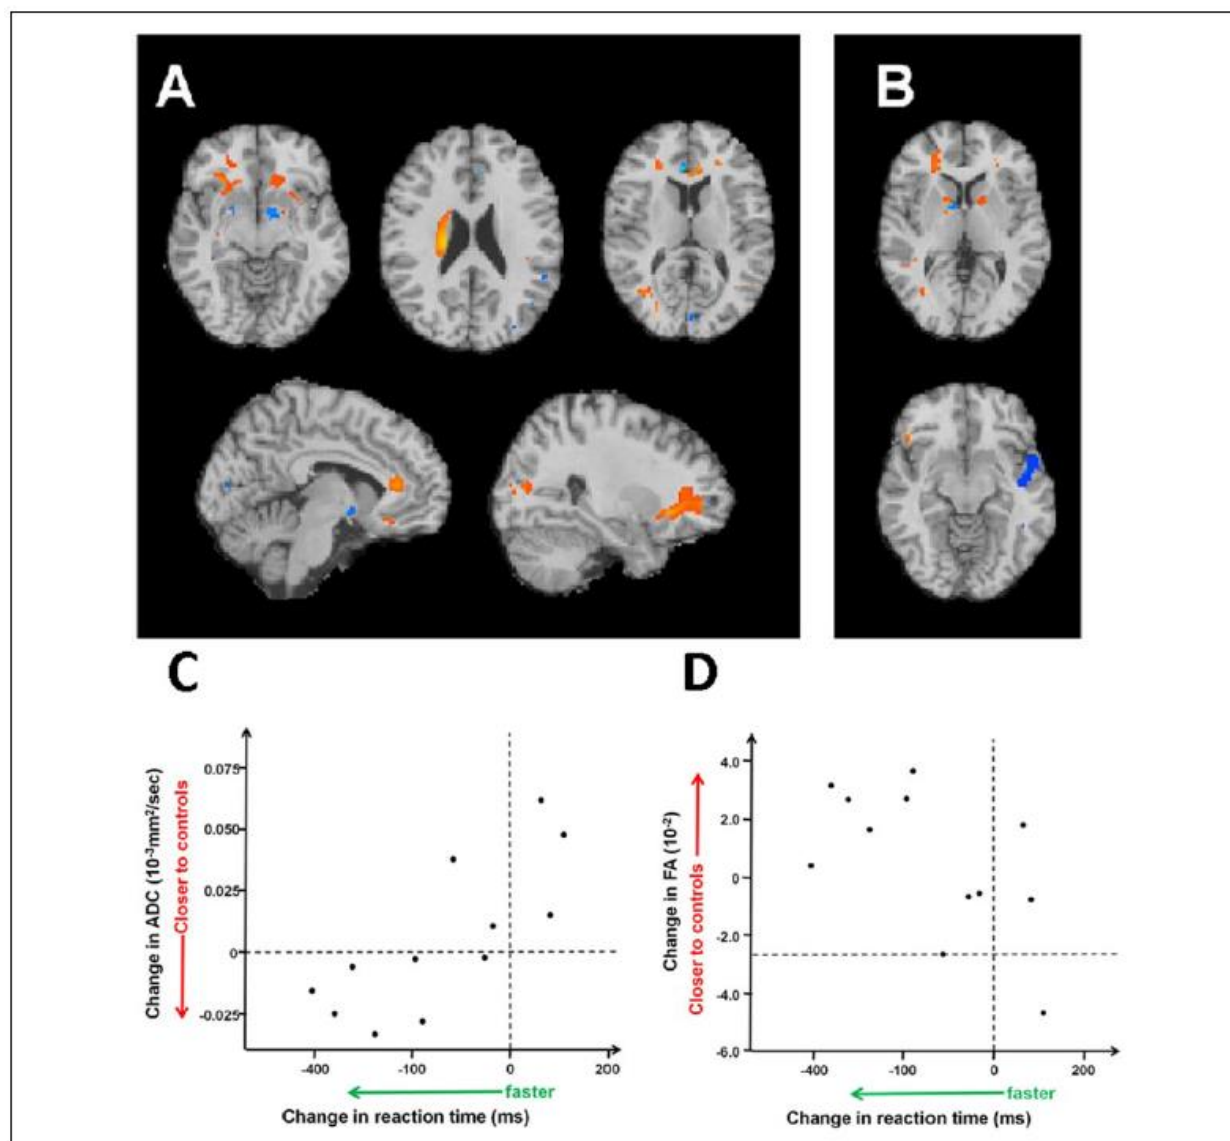 A
B
C
D
Change in ADC (10⁻³mm²/sec)
Closer to controls
0.075
0.050
0.025
0
-0.025
-400
-100
0
200
faster
Change in reaction time (ms)
Change in FA (10⁻²)
Closer to controls
4.0
2.0
0
-2.0
-4.0
-6.0
-400
-100
0
200
faster
Change in reaction time (ms)